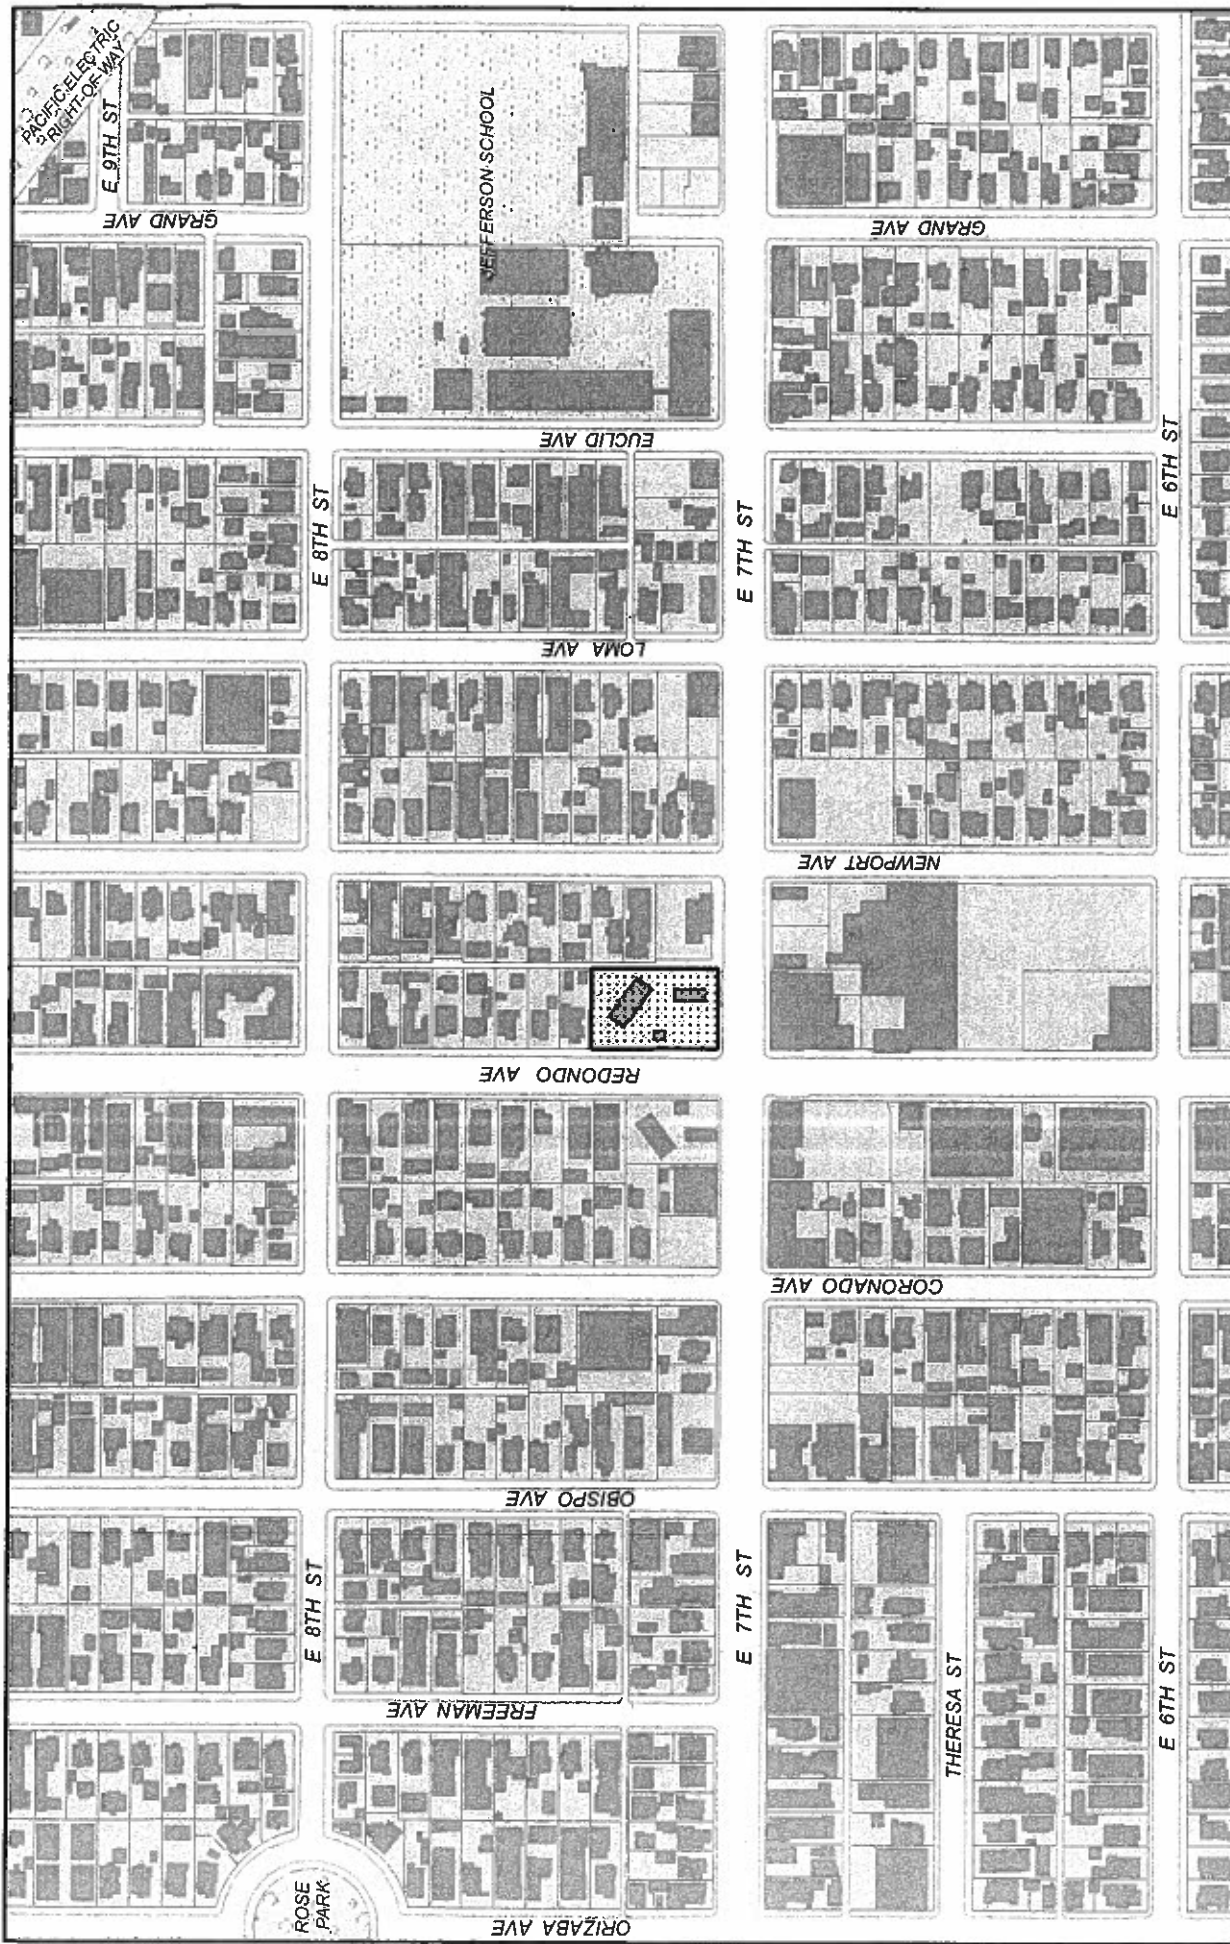 PACIFIC ELECTRIC
RIGHT-OF-WAY
E 9TH ST
GRAND AVE
JEFFERSON SCHOOL
GRAND AVE
EUCLID AVE
E 6TH ST
E 8TH ST
E 7TH ST
LOMA AVE
NEWPORT AVE
REDONDO AVE
CORONADO AVE
OBISPO AVE
E 8TH ST
E 7TH ST
THERESA ST
E 6TH ST
FREEMAN AVE
ROSE
PARK
ORIZABA AVE